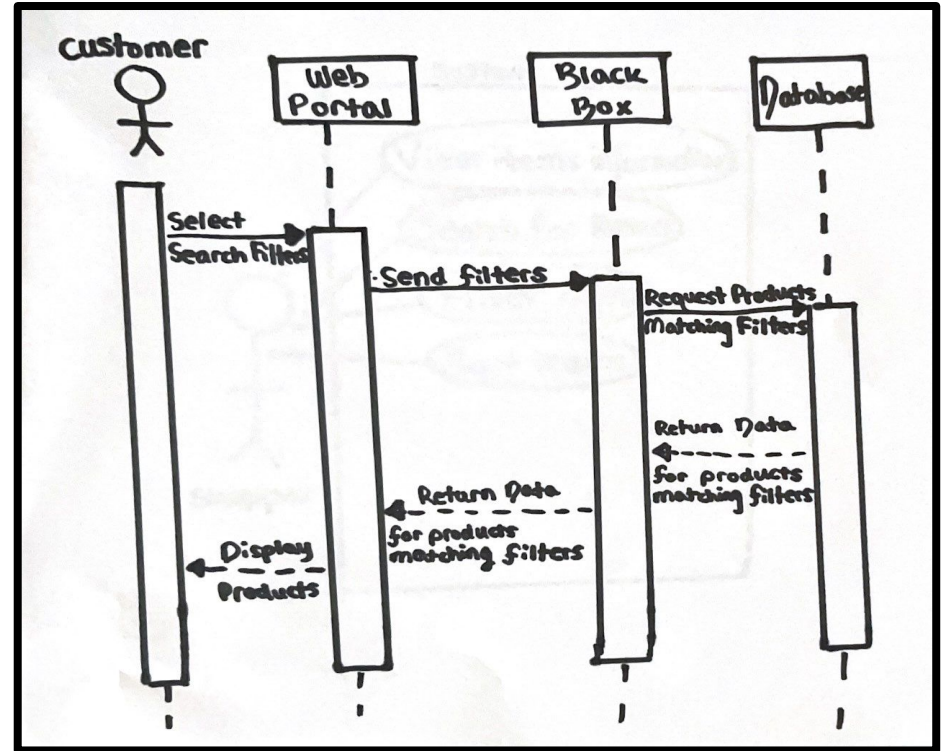 Customer
Web
Portal
Black
Box
Database
Select
Search Filters
Send filters
Request Products
Matching Filters
Return Data
for products
matching filters
Return Data
for products
matching filters
Display
Products